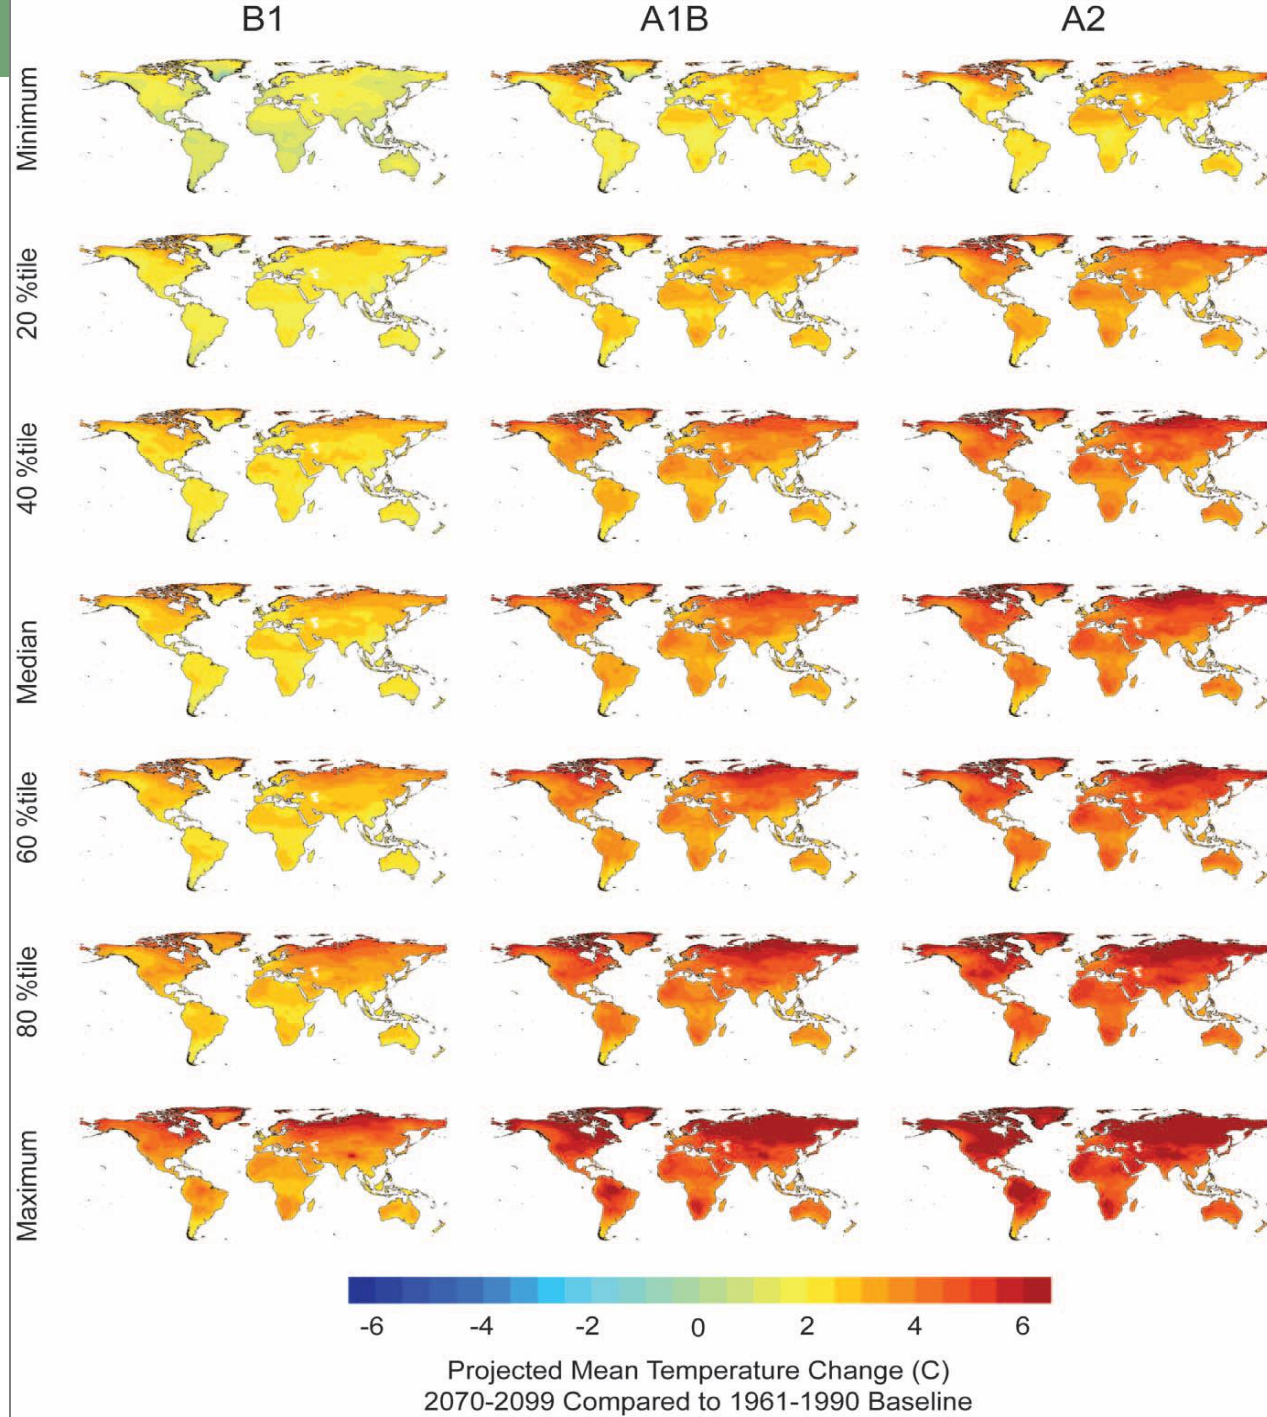 B1 A1B A2
Minimum
20 %tile
40 %tile
Median
60 %tile
80 %tile
Maximum
-6 -4 -2 0 2 4 6
Projected Mean Temperature Change (C)
2070-2099 Compared to 1961-1990 Baseline